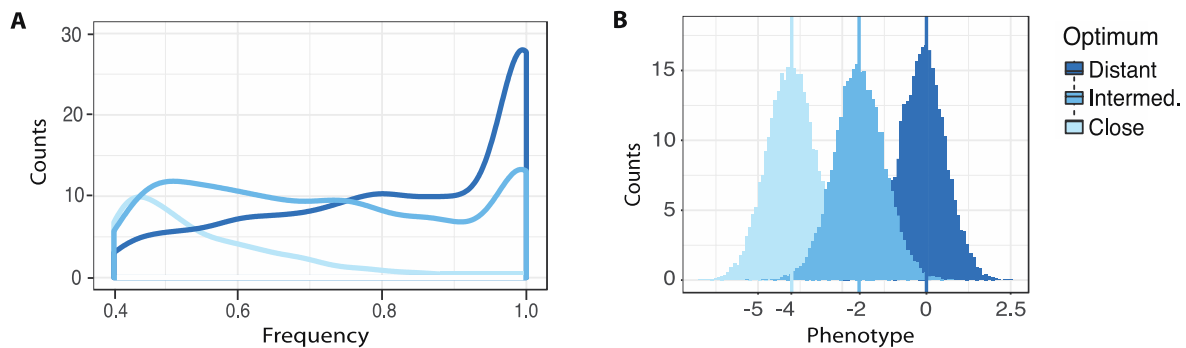 A
Counts
30
20
10
0
0.4 0.6 0.8 1.0
Frequency
B
Counts
15
10
5
0
-5 -4 -2 0 2.5
Phenotype
Optimum
Distant
Intermed.
Close